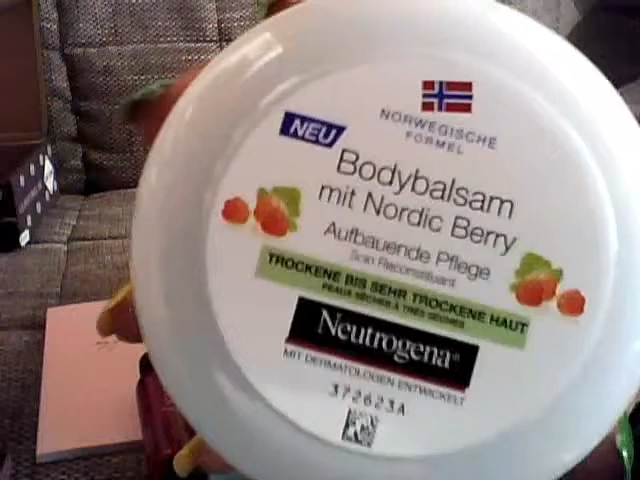 NORWEGISCHE
FORMEL
NEU
Bodybalsam
mit Nordic Berry
Aufbauende Pflege
Soin Reconstituant
TROCKENE BIS SEHR TROCKENE HAUT
PEAUX SÈCHES À TRÈS SÈCHES
Neutrogena®
MIT DERMATOLOGEN ENTWICKELT
372623A